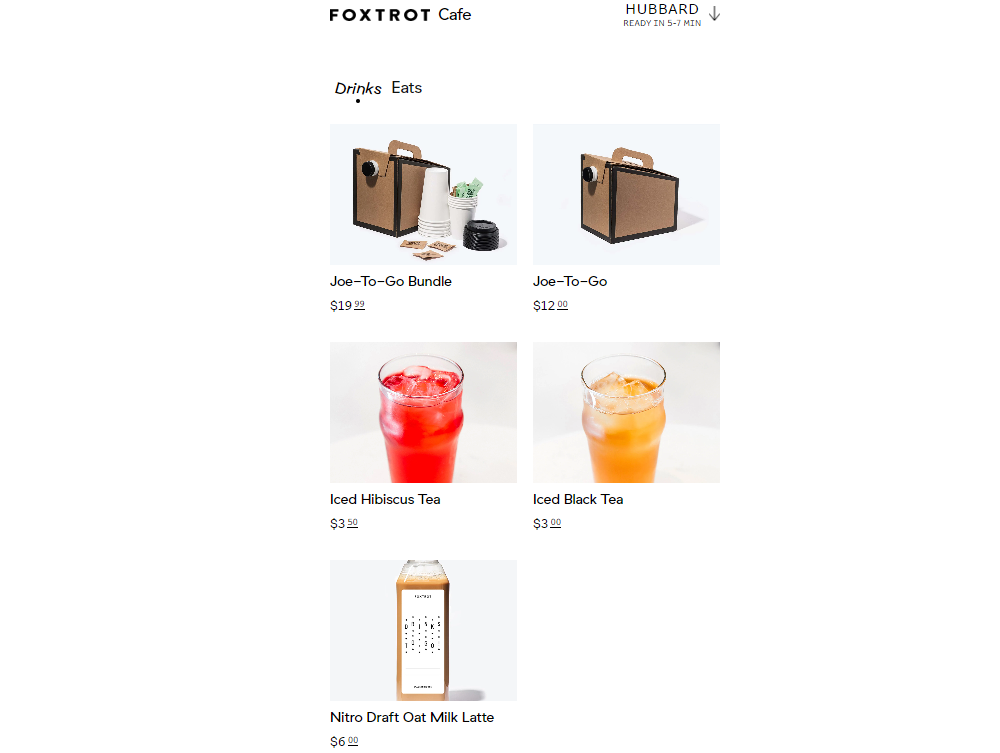 FOXTROT Cafe
HUBBARD
READY IN 5-7 MIN
Drinks Eats
Joe-To-Go Bundle
$19 99
Joe-To-Go
$12 00
Iced Hibiscus Tea
$3 50
Iced Black Tea
$3 00
FOXTROT
Nitro Draft Oat Milk Latte
$6 00